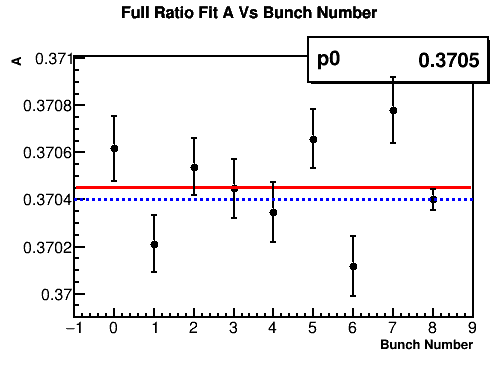 Full Ratio Fit A Vs Bunch Number
p0 0.3705
A
0.371
0.3708
0.3706
0.3704
0.3702
0.37
−1 0 1 2 3 4 5 6 7 8 9
Bunch Number